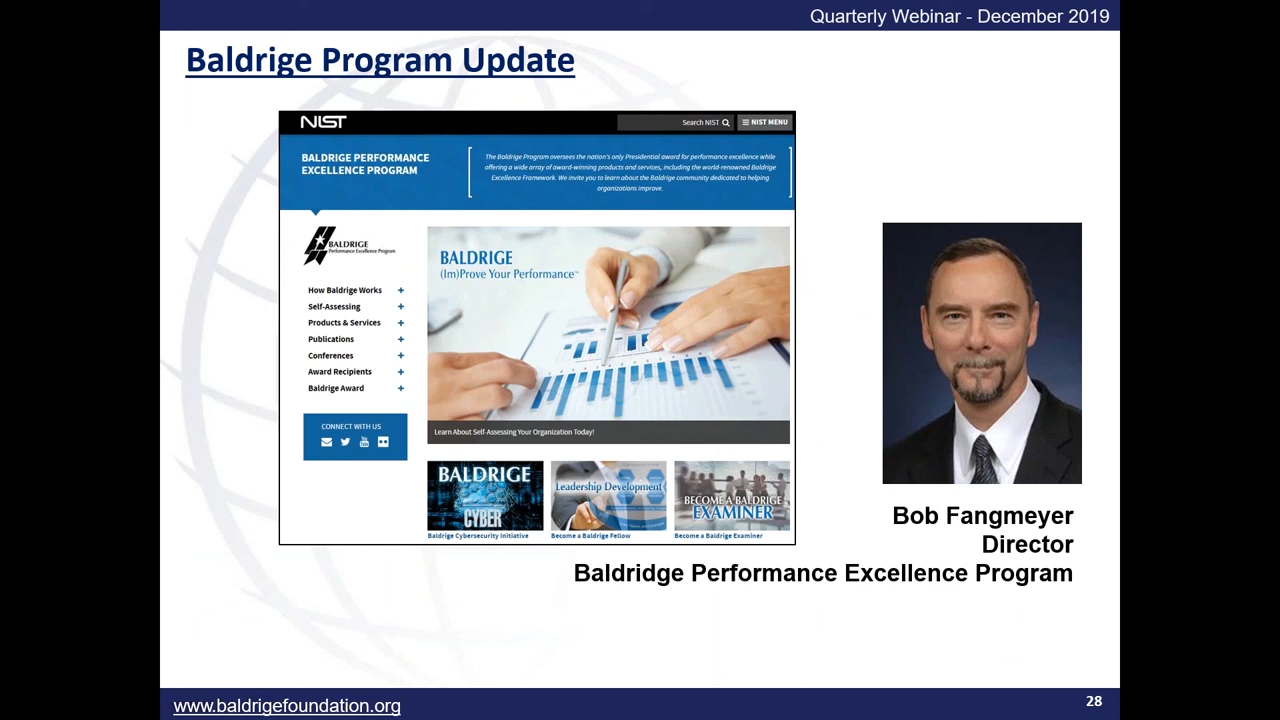 Quarterly Webinar - December 2019
Baldrige Program Update
NIST
Search NIST
NIST MENU
BALDRIGE PERFORMANCE
EXCELLENCE PROGRAM
The Baldrige Program oversees the nation's only Presidential award for performance excellence while
offering a wide array of award-winning products and services, including the world-renowned Baldrige
Excellence Framework. We invite you to learn about the Baldrige community dedicated to helping
organizations improve.
BALDRIGE
Performance Excellence Program
How Baldrige Works +
Self-Assessing +
Products & Services +
Publications +
Conferences +
Award Recipients +
Baldrige Award +
CONNECT WITH US
You
BALDRIGE
(Im)Prove Your Performance™
Learn About Self-Assessing Your Organization Today!
BALDRIGE
CYBER
Baldrige Cybersecurity Initiative
Leadership Development
Become a Baldrige Fellow
BECOME A BALDRIGE
EXAMINER
Become a Baldrige Examiner
Bob Fangmeyer
Director
Baldridge Performance Excellence Program
www.baldrigefoundation.org
28